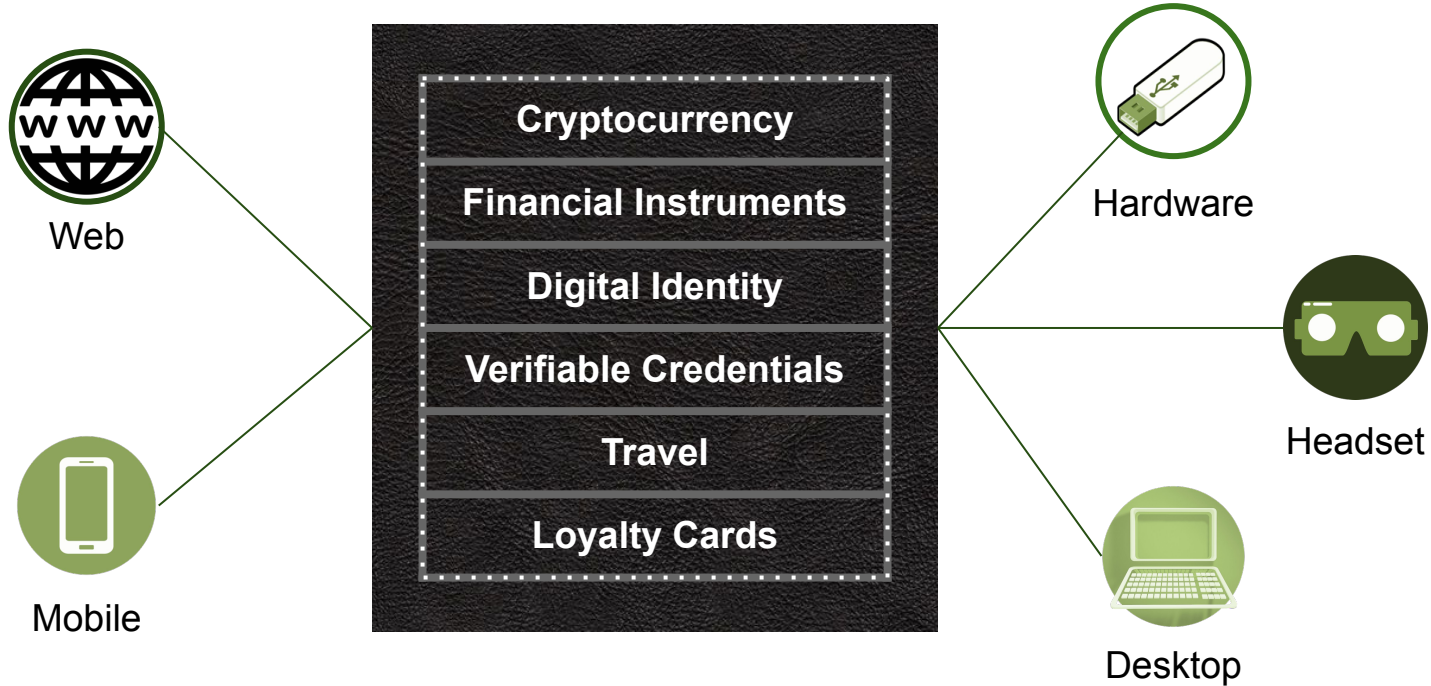 WWW
Web
Mobile
Cryptocurrency
Financial Instruments
Digital Identity
Verifiable Credentials
Travel
Loyalty Cards
Hardware
Headset
Desktop